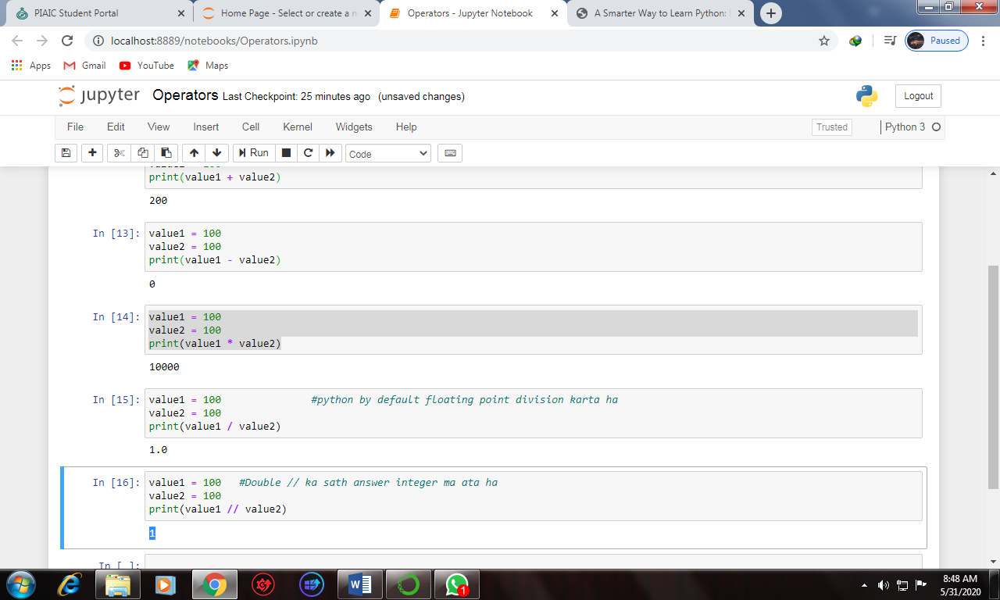 PIAIC Student Portal
Home Page - Select or create a n
Operators - Jupyter Notebook
A Smarter Way to Learn Python:
localhost:8889/notebooks/Operators.ipynb
Paused
Apps Gmail YouTube Maps
jupyter Operators Last Checkpoint: 25 minutes ago (unsaved changes)
Logout
File Edit View Insert Cell Kernel Widgets Help
Trusted
Python 3
Run
Code
print(value1 + value2)
200
In [13]: value1 = 100
value2 = 100
print(value1 - value2)
0
In [14]: value1 = 100
value2 = 100
print(value1 * value2)
10000
In [15]: value1 = 100 #python by default floating point division karta ha
value2 = 100
print(value1 / value2)
1.0
In [16]: value1 = 100 #Double // ka sath answer integer ma ata ha
value2 = 100
print(value1 // value2)
1
In [ ]:
1
8:48 AM
5/31/2020